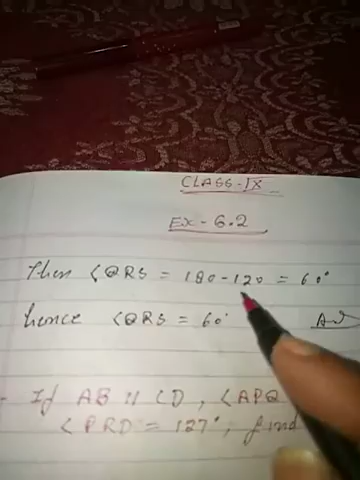 CLASS-IX
EX-6.2
Then <QRS = 180-120 = 60°
hence <QRS = 60°
If AB || CD, <APQ
<PRD = 127°, find